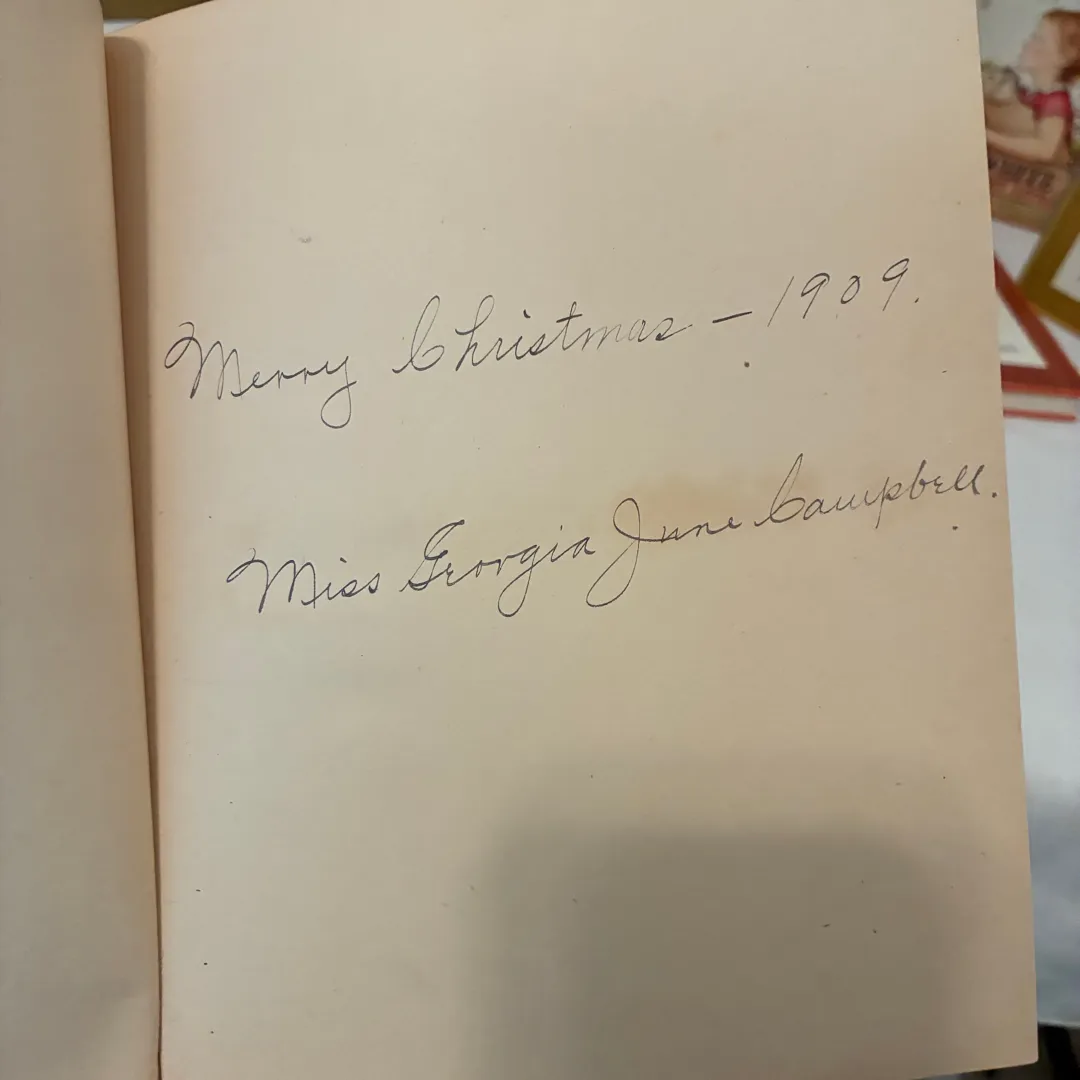 Merry Christmas – 1909.
Miss Georgia June Campbell.